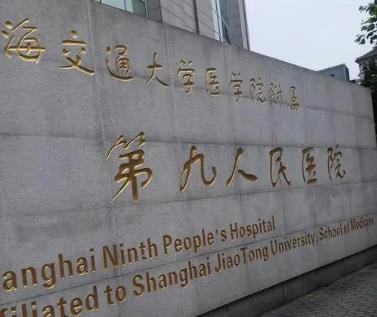 海交通大学医学院附属
第九人民医院
anghai Ninth People's Hospital
filiated to Shanghai JiaoTong University, School of Medicine